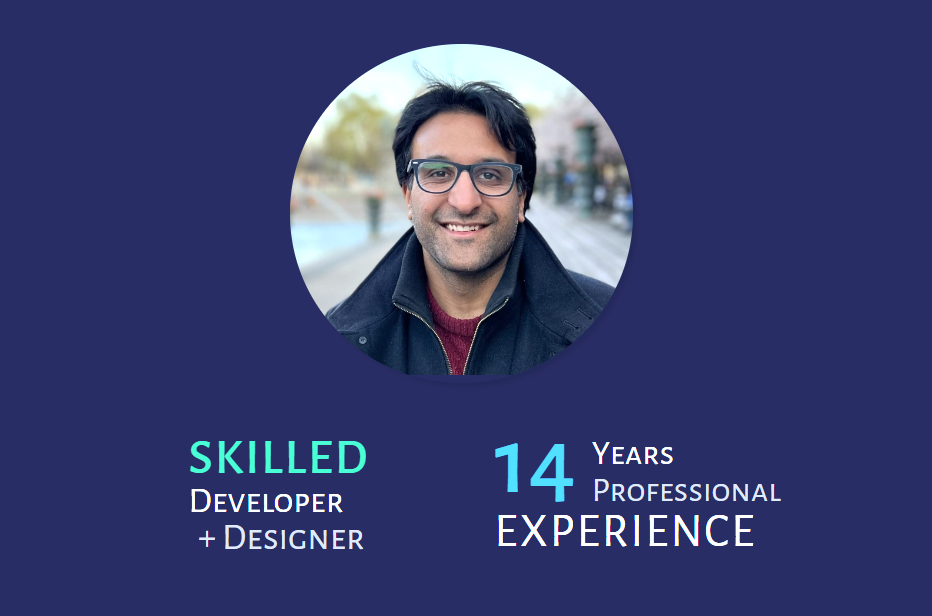 SKILLED
Developer
+ Designer
14 Years
Professional
EXPERIENCE